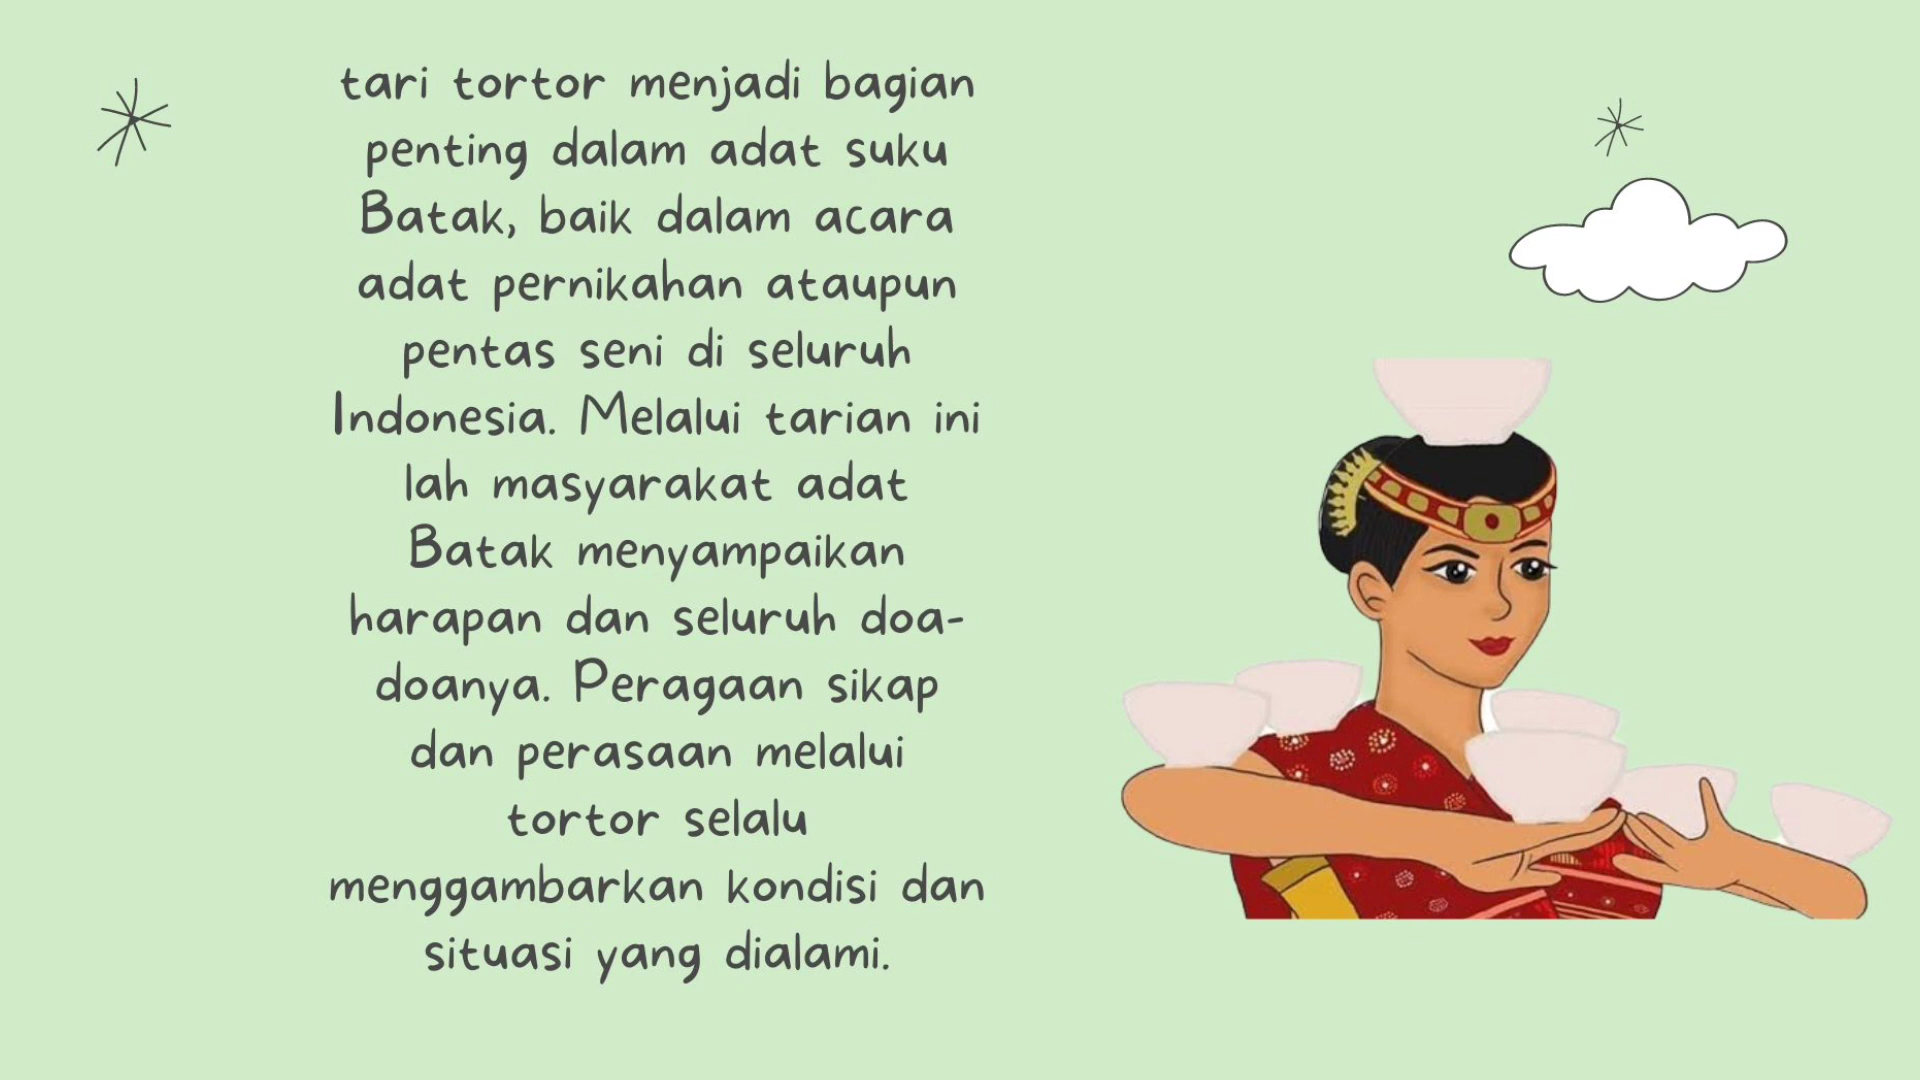 tari tortor menjadi bagian
penting dalam adat suku
Batak, baik dalam acara
adat pernikahan ataupun
pentas seni di seluruh
Indonesia. Melalui tarian ini
lah masyarakat adat
Batak menyampaikan
harapan dan seluruh doa-
doanya. Peragaan sikap
dan perasaan melalui
tortor selalu
menggambarkan kondisi dan
situasi yang dialami.